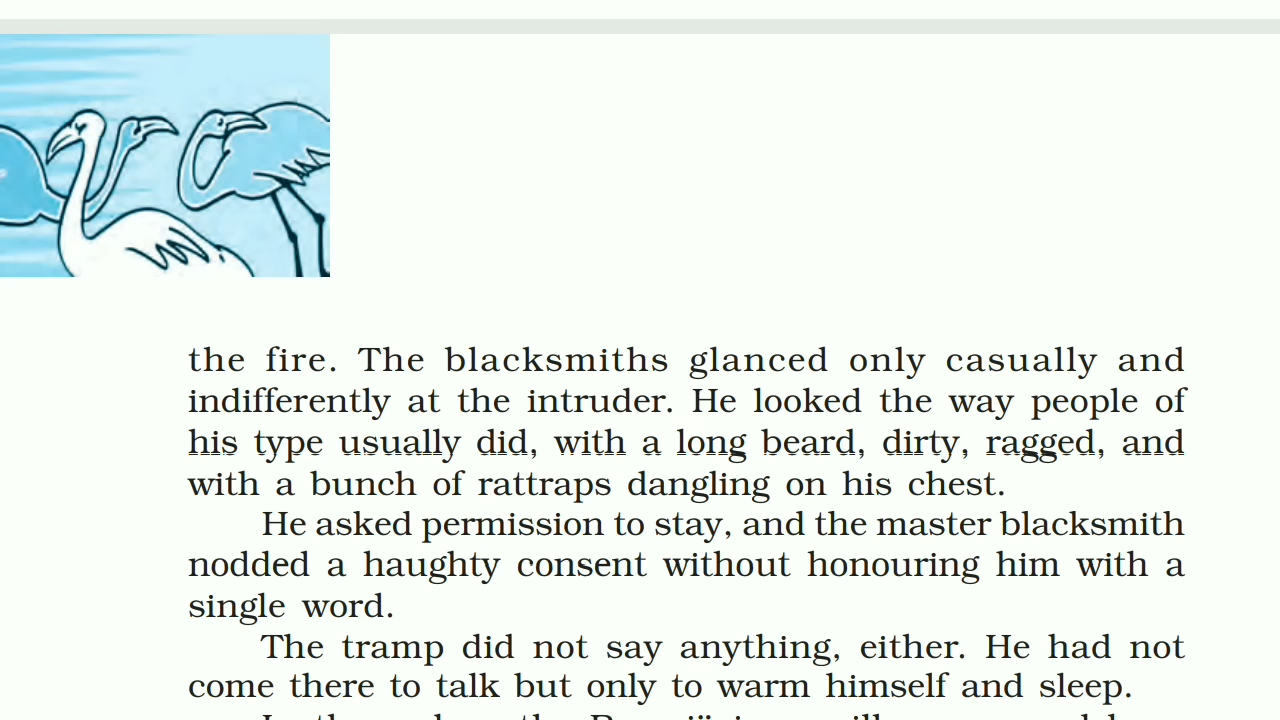 the fire. The blacksmiths glanced only casually and
indifferently at the intruder. He looked the way people of
his type usually did, with a long beard, dirty, ragged, and
with a bunch of rattraps dangling on his chest.
He asked permission to stay, and the master blacksmith
nodded a haughty consent without honouring him with a
single word.
The tramp did not say anything, either. He had not
come there to talk but only to warm himself and sleep.